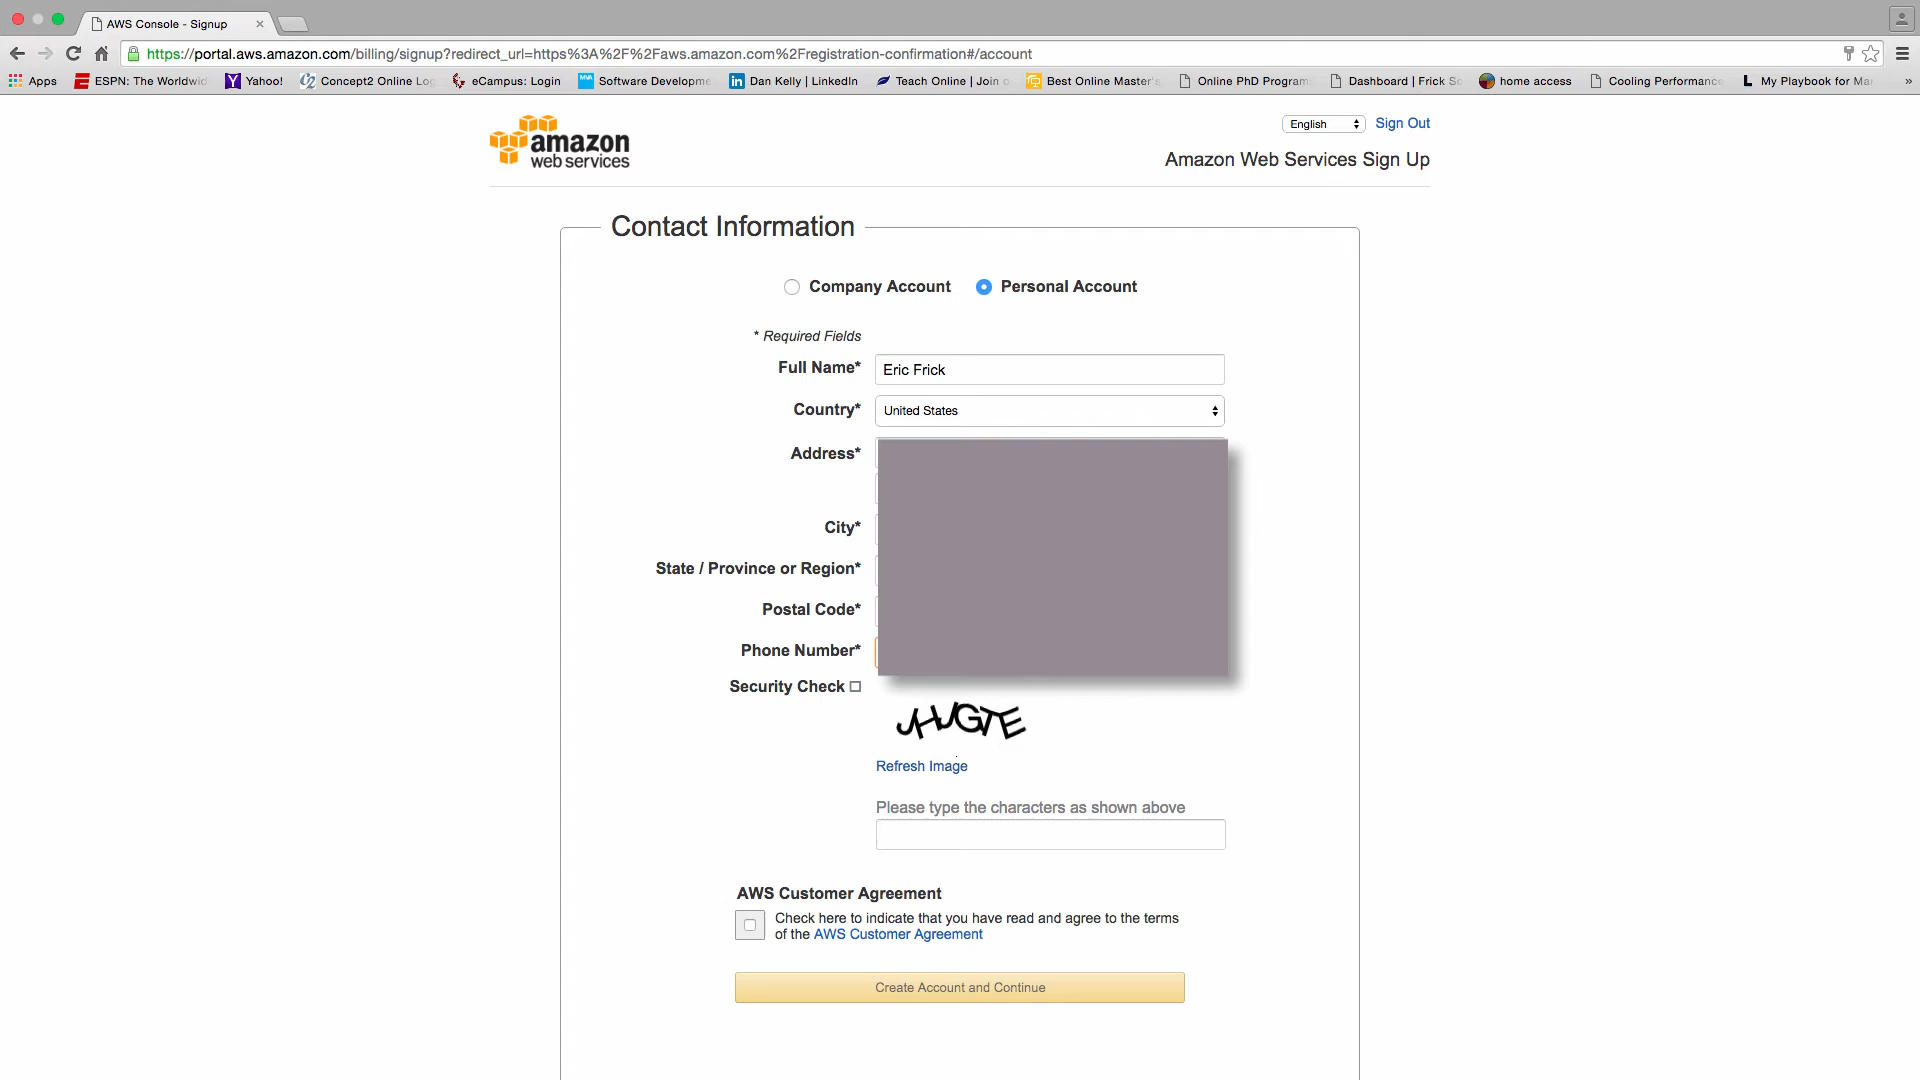 AWS Console - Signup
https://portal.aws.amazon.com/billing/signup?redirect_url=https%3A%2F%2Faws.amazon.com%2Fregistration-confirmation#/account
Apps ESPN: The Worldwid Yahoo! Concept2 Online Log eCampus: Login Software Developme Dan Kelly | LinkedIn Teach Online | Join o Best Online Master's Online PhD Program Dashboard | Frick So home access Cooling Performance My Playbook for Mar »
amazon
web services
English Sign Out
Amazon Web Services Sign Up
Contact Information
Company Account Personal Account
* Required Fields
Full Name* Eric Frick
Country* United States
Address*
City*
State / Province or Region*
Postal Code*
Phone Number*
Security Check
JHUGTE
Refresh Image
Please type the characters as shown above
AWS Customer Agreement
Check here to indicate that you have read and agree to the terms
of the AWS Customer Agreement
Create Account and Continue